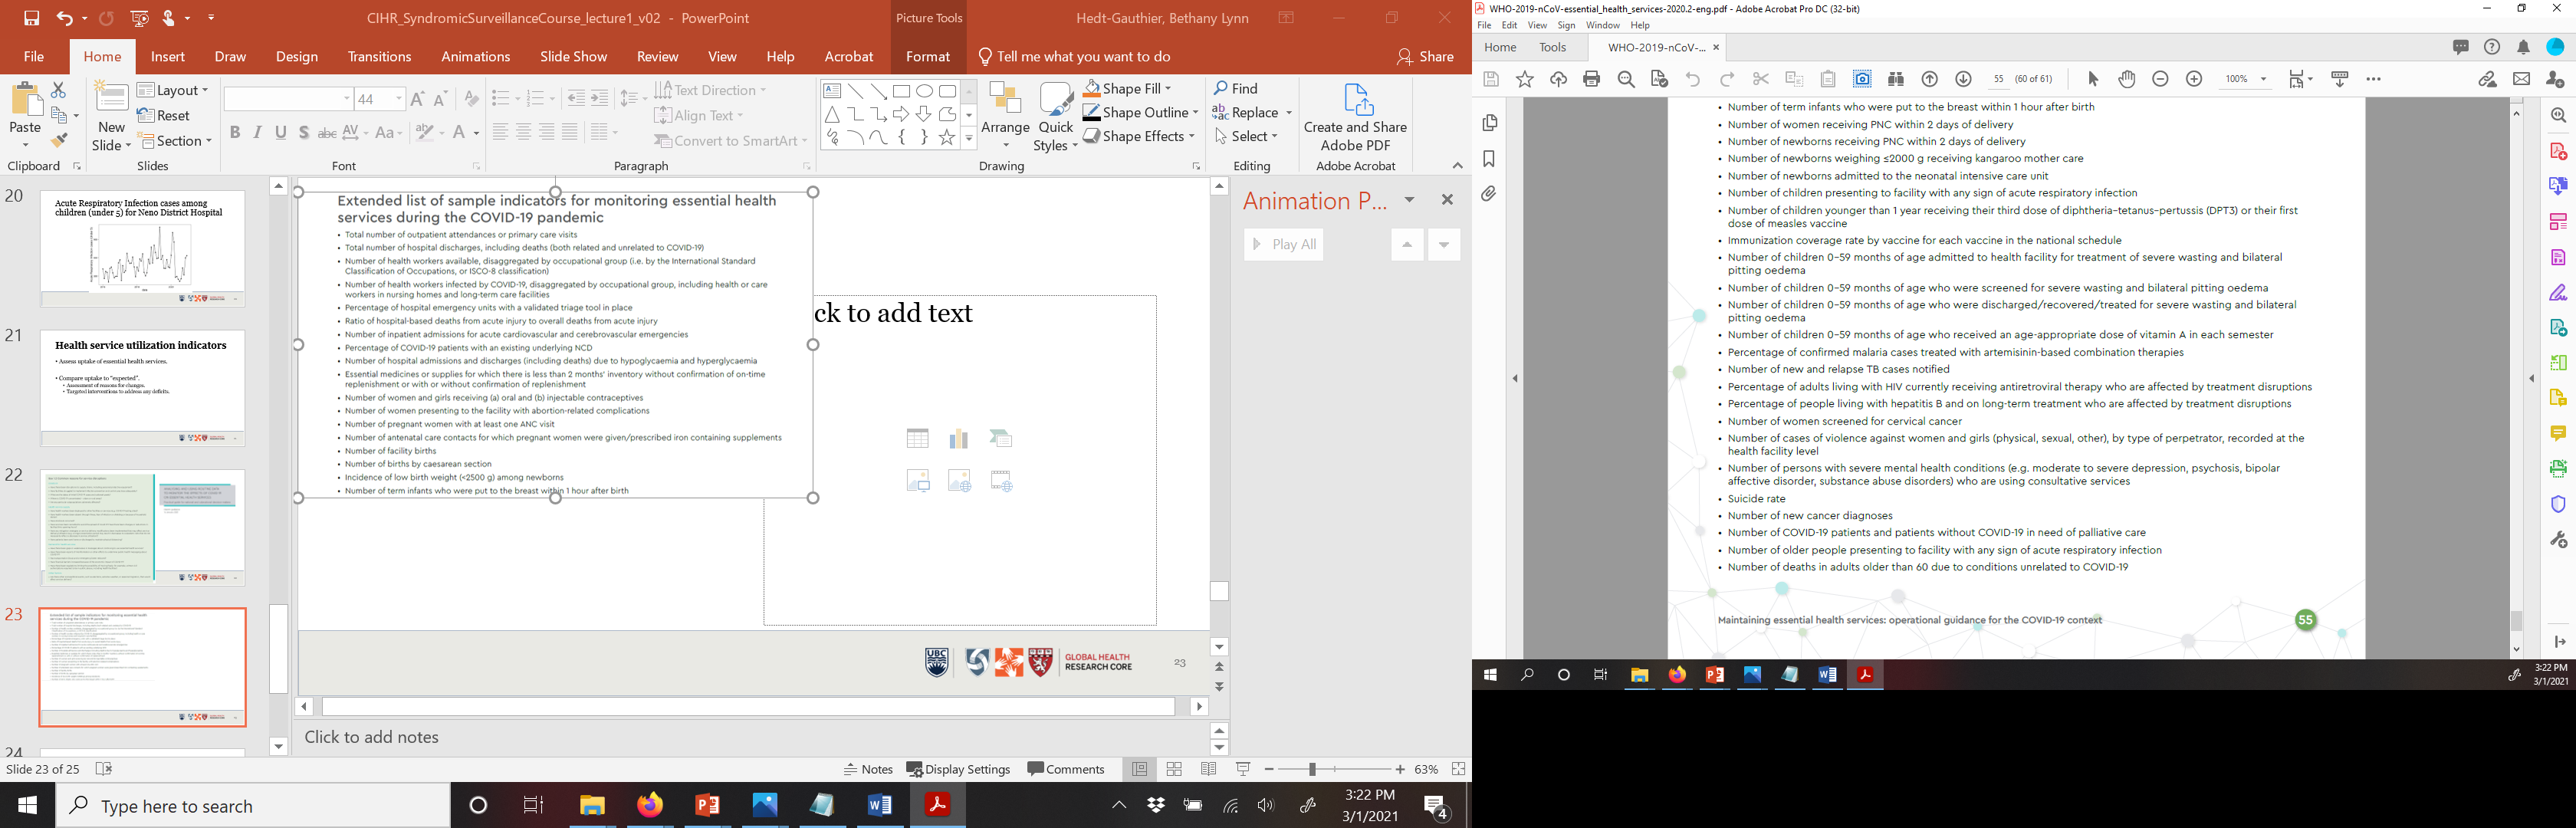 CIHR_SyndromicSurveillanceCourse_lecture1_v02 - PowerPoint
Picture Tools
Hedt-Gauthier, Bethany Lynn
File Home Insert Draw Design Transitions Animations Slide Show Review View Help Acrobat Format Tell me what you want to do Share
Paste
Clipboard
New Slide
Layout
Reset
Section
Slides
44
Font
Text Direction
Align Text
Convert to SmartArt
Paragraph
Arrange
Quick Styles
Shape Fill
Shape Outline
Shape Effects
Drawing
Find
Replace
Select
Editing
Create and Share Adobe PDF
Adobe Acrobat
20
Acute Respiratory Infection cases among
children (under 5) for Neno District Hospital
21
Health service utilization indicators
• Assess uptake of essential health services.
• Compare uptake to "expected".
• Assessment of reasons for changes.
• Targeted interventions to address any deficits.
22
23
24
Extended list of sample indicators for monitoring essential health
services during the COVID-19 pandemic
• Total number of outpatient attendances or primary care visits
• Total number of hospital discharges, including deaths (both related and unrelated to COVID-19)
• Number of health workers available, disaggregated by occupational group (i.e. by the International Standard
Classification of Occupations, or ISCO-8 classification)
• Number of health workers infected by COVID-19, disaggregated by occupational group, including health or care
workers in nursing homes and long-term care facilities
• Percentage of hospital emergency units with a validated triage tool in place
• Ratio of hospital-based deaths from acute injury to overall deaths from acute injury
• Number of inpatient admissions for acute cardiovascular and cerebrovascular emergencies
• Percentage of COVID-19 patients with an existing underlying NCD
• Number of hospital admissions and discharges (including deaths) due to hypoglycaemia and hyperglycaemia
• Essential medicines or supplies for which there is less than 2 months' inventory without confirmation of on-time
replenishment or with or without confirmation of replenishment
• Number of women and girls receiving (a) oral and (b) injectable contraceptives
• Number of women presenting to the facility with abortion-related complications
• Number of pregnant women with at least one ANC visit
• Number of antenatal care contacts for which pregnant women were given/prescribed iron containing supplements
• Number of facility births
• Number of births by caesarean section
• Incidence of low birth weight (<2500 g) among newborns
• Number of term infants who were put to the breast within 1 hour after birth
ck to add text
UBC
GLOBAL HEALTH
RESEARCH CORE
23
Animation P...
Play All
Click to add notes
Slide 23 of 25
Notes Display Settings Comments 63%
Type here to search
3:22 PM
3/1/2021
4
WHO-2019-nCoV-essential_health_services-2020.2-eng.pdf - Adobe Acrobat Pro DC (32-bit)
File Edit View Sign Window Help
Home Tools WHO-2019-nCoV-... ×
55 (60 of 61) 100%
• Number of term infants who were put to the breast within 1 hour after birth
• Number of women receiving PNC within 2 days of delivery
• Number of newborns receiving PNC within 2 days of delivery
• Number of newborns weighing ≤2000 g receiving kangaroo mother care
• Number of newborns admitted to the neonatal intensive care unit
• Number of children presenting to facility with any sign of acute respiratory infection
• Number of children younger than 1 year receiving their third dose of diphtheria–tetanus–pertussis (DPT3) or their first
dose of measles vaccine
• Immunization coverage rate by vaccine for each vaccine in the national schedule
• Number of children 0–59 months of age admitted to health facility for treatment of severe wasting and bilateral
pitting oedema
• Number of children 0–59 months of age who were screened for severe wasting and bilateral pitting oedema
• Number of children 0–59 months of age who were discharged/recovered/treated for severe wasting and bilateral
pitting oedema
• Number of children 0–59 months of age who received an age-appropriate dose of vitamin A in each semester
• Percentage of confirmed malaria cases treated with artemisinin-based combination therapies
• Number of new and relapse TB cases notified
• Percentage of adults living with HIV currently receiving antiretroviral therapy who are affected by treatment disruptions
• Percentage of people living with hepatitis B and on long-term treatment who are affected by treatment disruptions
• Number of women screened for cervical cancer
• Number of cases of violence against women and girls (physical, sexual, other), by type of perpetrator, recorded at the
health facility level
• Number of persons with severe mental health conditions (e.g. moderate to severe depression, psychosis, bipolar
affective disorder, substance abuse disorders) who are using consultative services
• Suicide rate
• Number of new cancer diagnoses
• Number of COVID-19 patients and patients without COVID-19 in need of palliative care
• Number of older people presenting to facility with any sign of acute respiratory infection
• Number of deaths in adults older than 60 due to conditions unrelated to COVID-19
Maintaining essential health services: operational guidance for the COVID-19 context
55
3:22 PM
3/1/2021